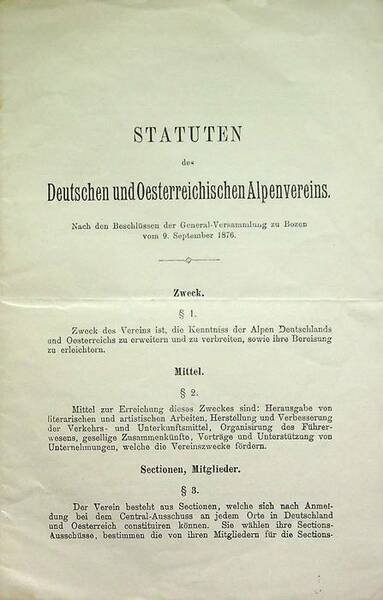 STATUTEN
des
Deutschen und Oesterreichischen Alpenvereins.
Nach den Beschlüssen der General-Versammlung zu Bozen
vom 9. September 1876.
Zweck.
§ 1.
Zweck des Vereins ist, die Kenntniss der Alpen Deutschlands
und Oesterreichs zu erweitern und zu verbreiten, sowie ihre Bereisung
zu erleichtern.
Mittel.
§ 2.
Mittel zur Erreichung dieses Zweckes sind: Herausgabe von
literarischen und artistischen Arbeiten, Herstellung und Verbesserung
der Verkehrs- und Unterkunftsmittel, Organisirung des Führer-
wesens, gesellige Zusammenkünfte, Vorträge und Unterstützung von
Unternehmungen, welche die Vereinszwecke fördern.
Sectionen, Mitglieder.
§ 3.
Der Verein besteht aus Sectionen, welche sich nach Anmel-
dung bei dem Central-Ausschuss an jedem Orte in Deutschland
und Oesterreich constituiren können. Sie wählen ihre Sections-
Ausschüsse, bestimmen die von ihren Mitgliedern für die Sections-